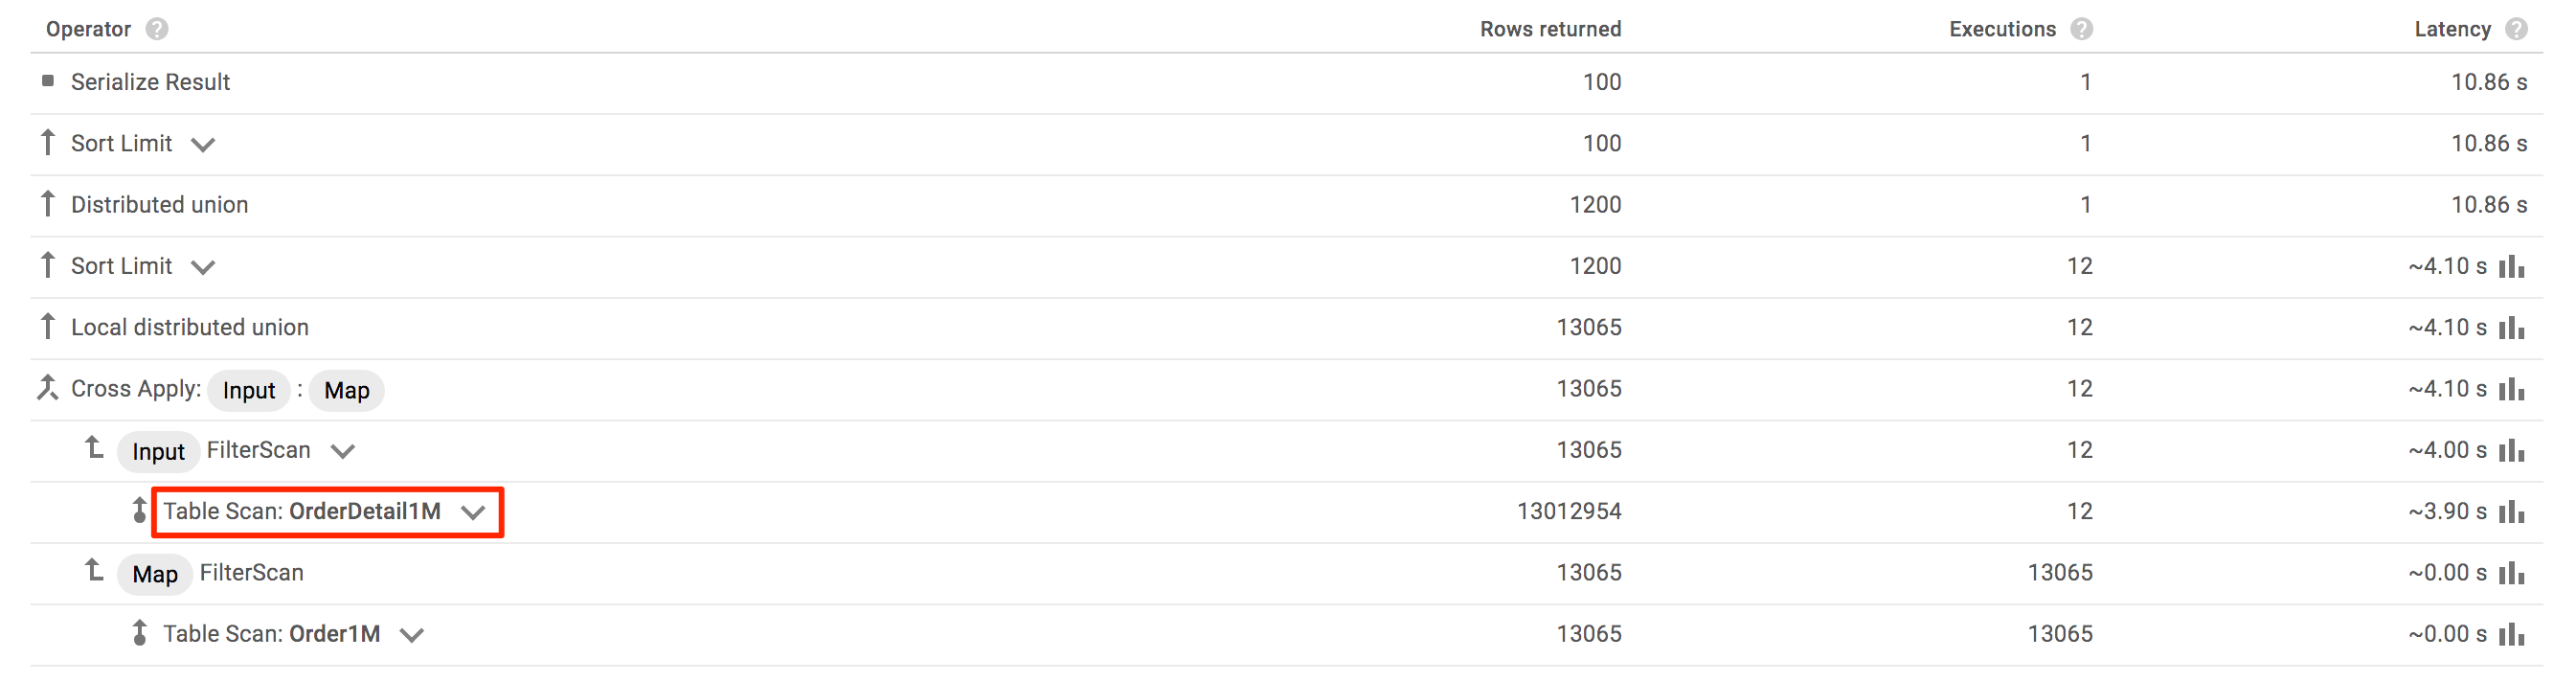 Operator ? Rows returned Executions ? Latency ?
Serialize Result 100 1 10.86 s
Sort Limit 100 1 10.86 s
Distributed union 1200 1 10.86 s
Sort Limit 1200 12 ~4.10 s
Local distributed union 13065 12 ~4.10 s
Cross Apply: Input : Map 13065 12 ~4.10 s
Input FilterScan 13065 12 ~4.00 s
Table Scan: OrderDetail1M 13012954 12 ~3.90 s
Map FilterScan 13065 13065 ~0.00 s
Table Scan: Order1M 13065 13065 ~0.00 s